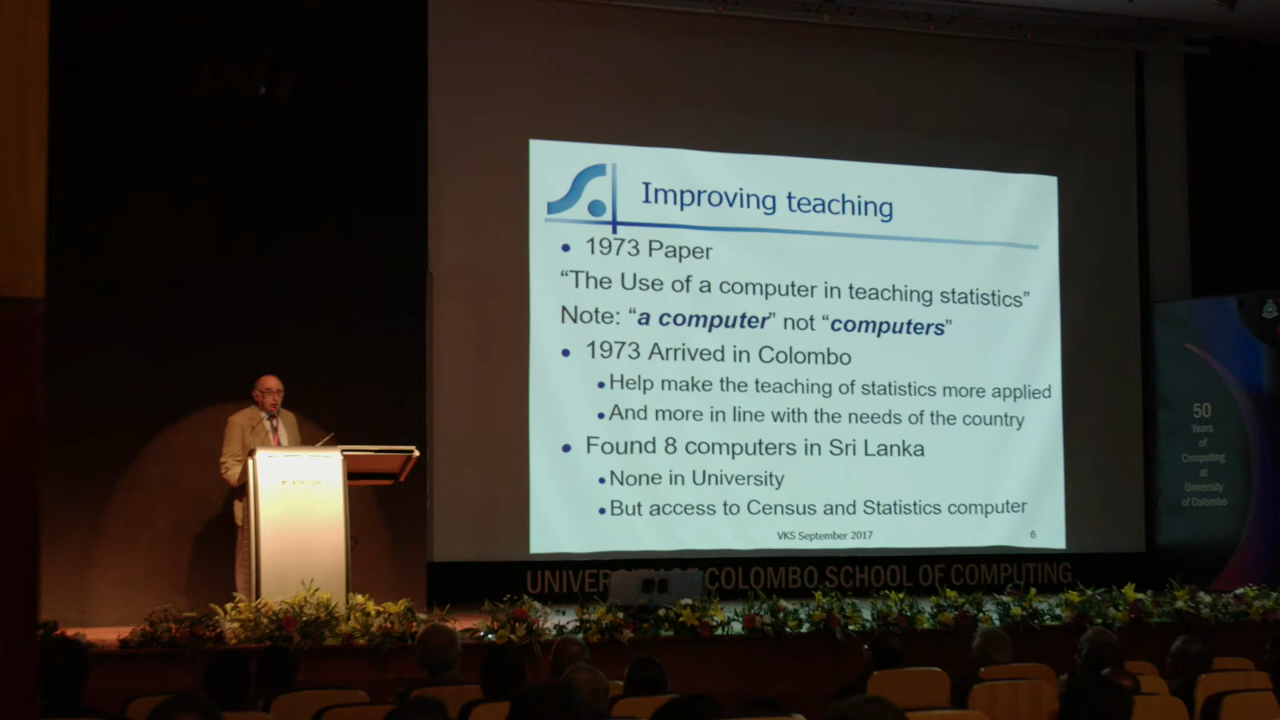 Improving teaching
• 1973 Paper
“The Use of a computer in teaching statistics”
Note: “a computer” not “computers”
• 1973 Arrived in Colombo
• Help make the teaching of statistics more applied
• And more in line with the needs of the country
• Found 8 computers in Sri Lanka
• None in University
• But access to Census and Statistics computer
VKS September 2017
6
50
Years
of
Computing
at
University
of Colombo
COLOMBO SCHOOL OF COMPUTING